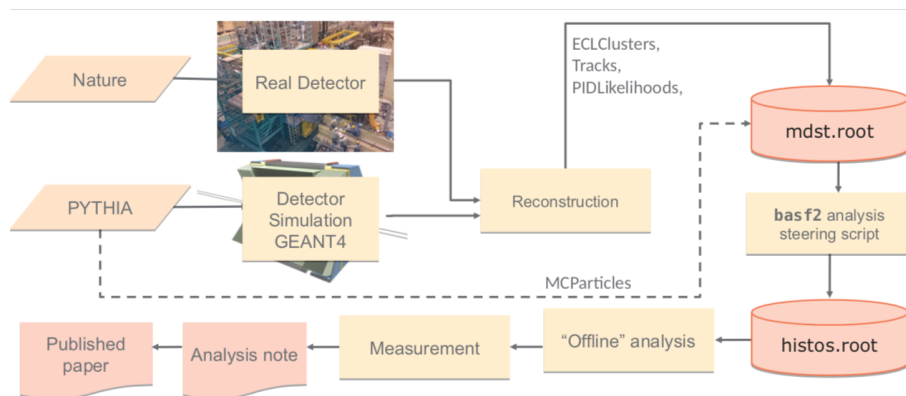 Nature
Real Detector
ECLClusters,
Tracks,
PIDLikelihoods,
mdst.root
PYTHIA
Detector
Simulation
GEANT4
Reconstruction
basf2 analysis
steering script
MCParticles
Published
paper
Analysis note
Measurement
“Offline” analysis
histos.root